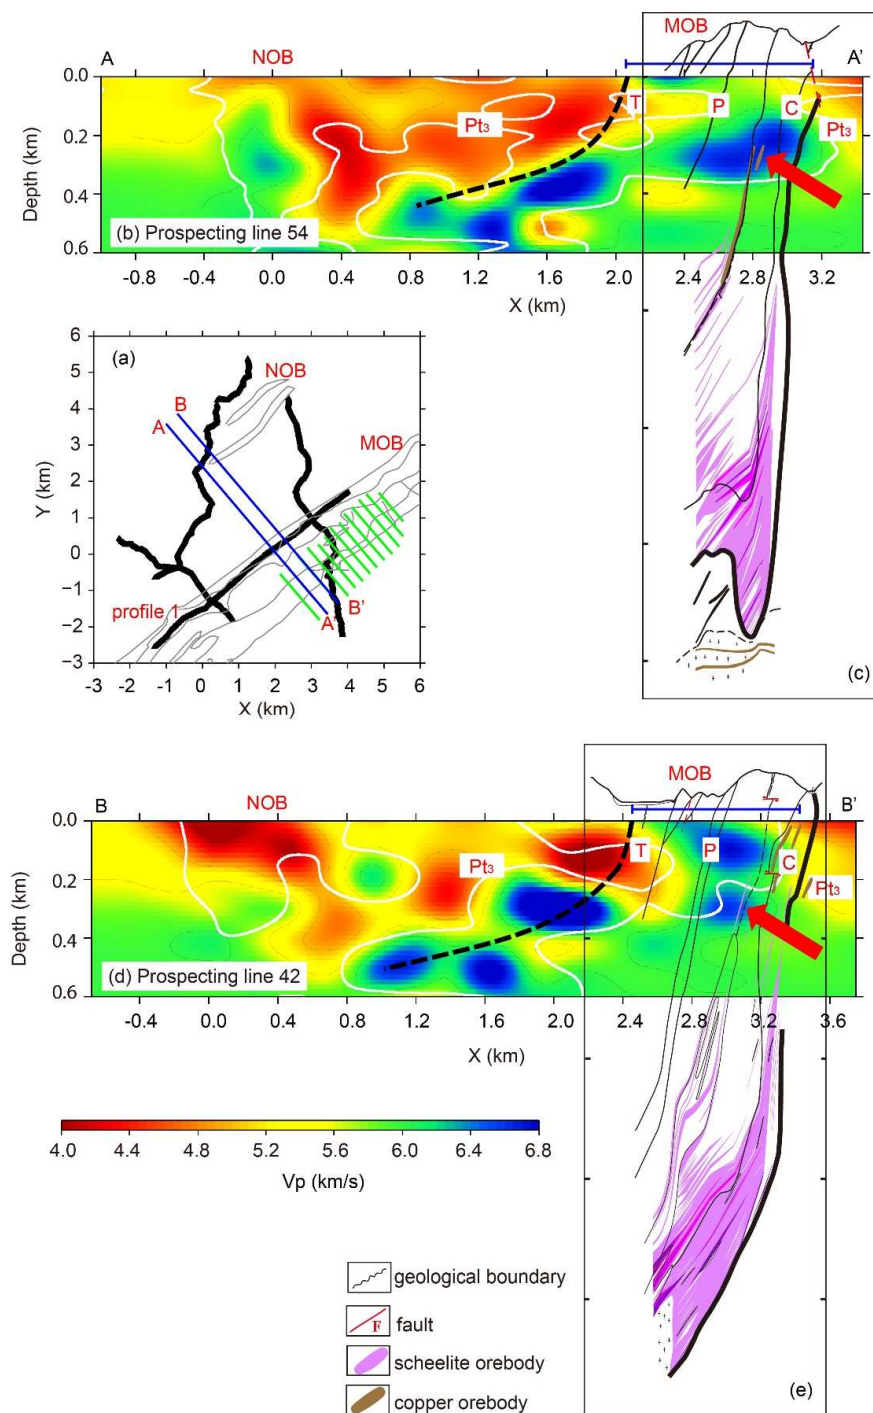 A NOB MOB A'
0.0
T P C
Pt3
Pt3
0.2
Depth (km)
0.4
(b) Prospecting line 54
0.6
-0.8 -0.4 0.0 0.4 0.8 1.2 1.6 2.0 2.4 2.8 3.2
X (km)
6
(a)
5
NOB
4
B
A
MOB
3
2
Y (km)
1
0
−1
profile 1
B'
A'
−2
−3
-3 -2 -1 0 1 2 3 4 5 6
X (km)
(c)
B NOB MOB B'
0.0
T P C
Pt3
Pt3
0.2
Depth (km)
0.4
(d) Prospecting line 42
0.6
-0.4 0.0 0.4 0.8 1.2 1.6 2.0 2.4 2.8 3.2 3.6
X (km)
4.0 4.4 4.8 5.2 5.6 6.0 6.4 6.8
Vp (km/s)
geological boundary
F fault
scheelite orebody
(e)
copper orebody